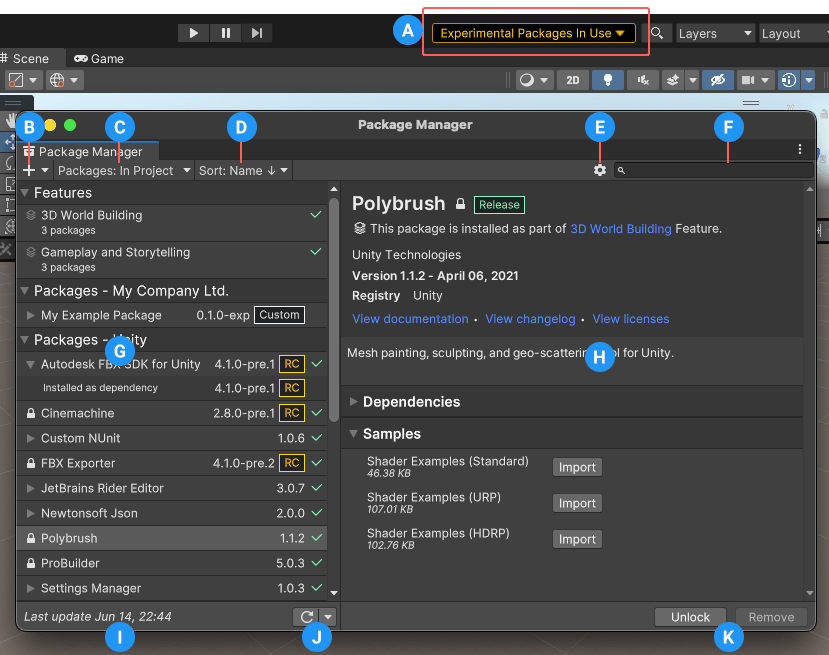 A
Experimental Packages In Use
Layers
Layout
Scene
Game
2D
Package Manager
B
C
D
E
F
Package Manager
Packages: In Project
Sort: Name ↓
Features
3D World Building
3 packages
Gameplay and Storytelling
3 packages
Packages - My Company Ltd.
My Example Package 0.1.0-exp Custom
Packages - Unity
G
Autodesk FBX SDK for Unity 4.1.0-pre.1 RC
Installed as dependency 4.1.0-pre.1 RC
Cinemachine 2.8.0-pre.1 RC
Custom NUnit 1.0.6
FBX Exporter 4.1.0-pre.2 RC
JetBrains Rider Editor 3.0.7
Newtonsoft Json 2.0.0
Polybrush 1.1.2
ProBuilder 5.0.3
Settings Manager 1.0.3
Last update Jun 14, 22:44
I
J
Polybrush Release
This package is installed as part of 3D World Building Feature.
Unity Technologies
Version 1.1.2 - April 06, 2021
Registry Unity
View documentation • View changelog • View licenses
Mesh painting, sculpting, and geo-scattering tool for Unity.
H
Dependencies
Samples
Shader Examples (Standard) Import
46.38 KB
Shader Examples (URP) Import
107.01 KB
Shader Examples (HDRP) Import
102.76 KB
Unlock
Remove
K